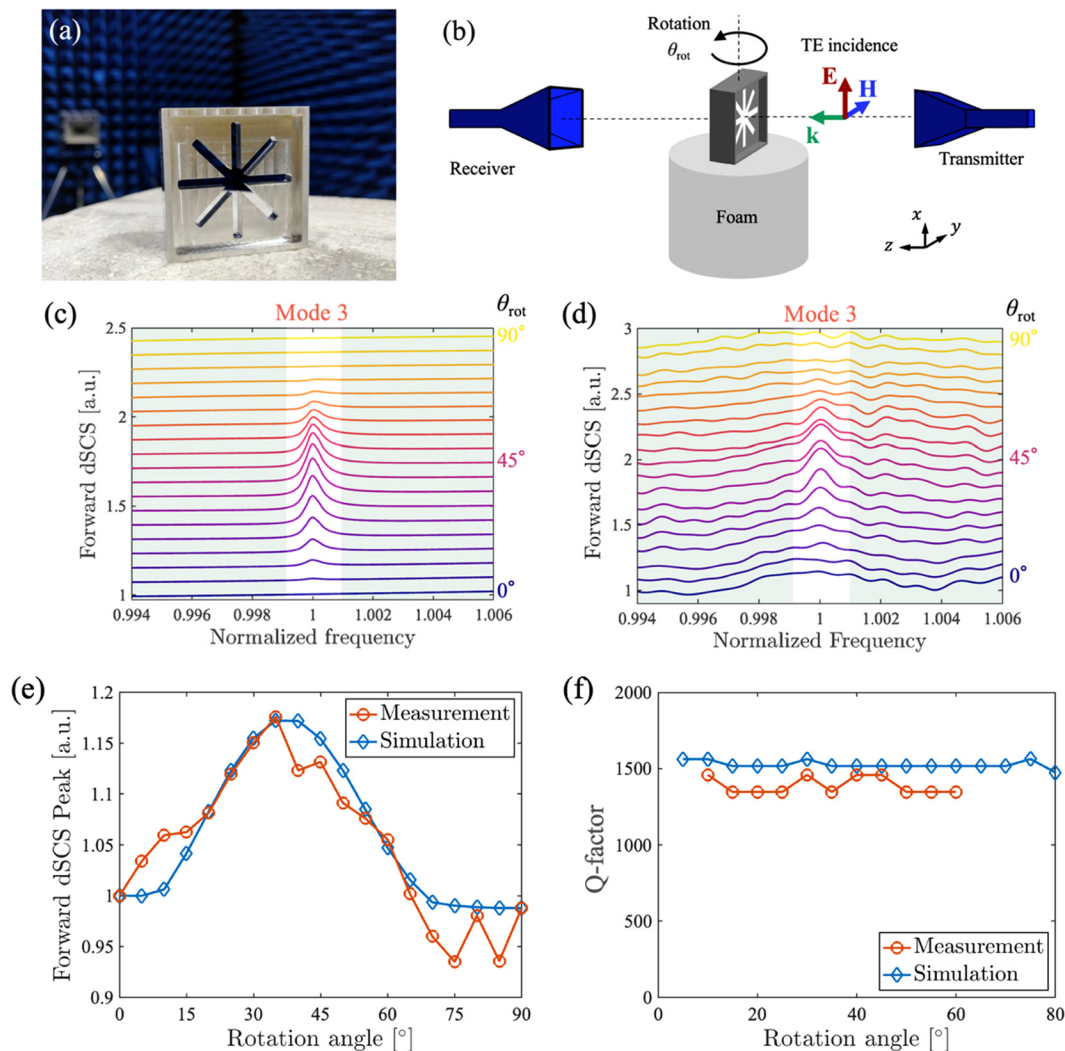 (a)
(b)
Rotation
θrot
TE incidence
E
H
k
Receiver
Transmitter
Foam
x
y
z
(c)
Mode 3
θrot
90°
45°
0°
2.5
2
1.5
1
Forward dSCS [a.u.]
0.994 0.996 0.998 1 1.002 1.004 1.006
Normalized frequency
(d)
Mode 3
θrot
90°
45°
0°
3
2.5
2
1.5
1
Forward dSCS [a.u.]
0.994 0.996 0.998 1 1.002 1.004 1.006
Normalized Frequency
(e)
1.2
1.15
1.1
1.05
1
0.95
0.9
Forward dSCS Peak [a.u.]
Measurement
Simulation
0 15 30 45 60 75 90
Rotation angle [°]
(f)
2000
1500
1000
500
0
Q-factor
Measurement
Simulation
0 20 40 60 80
Rotation angle [°]